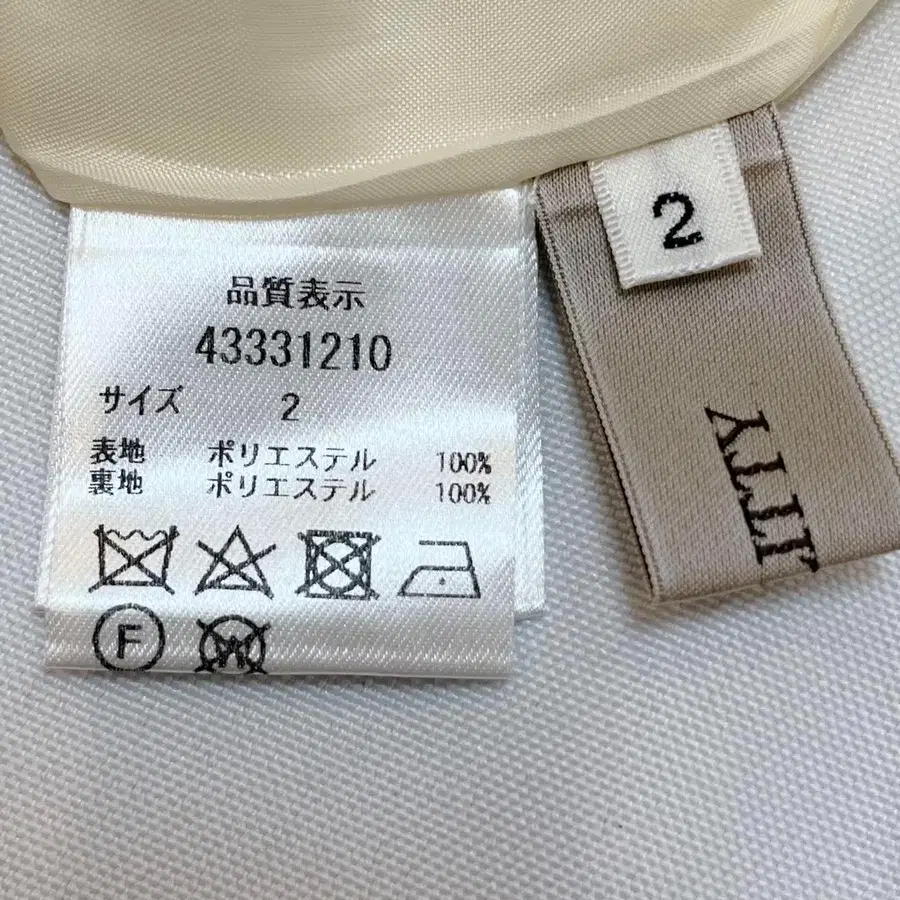 品質表示
43331210
サイズ 2
表地 ポリエステル 100%
裏地 ポリエステル 100%
F
W
2